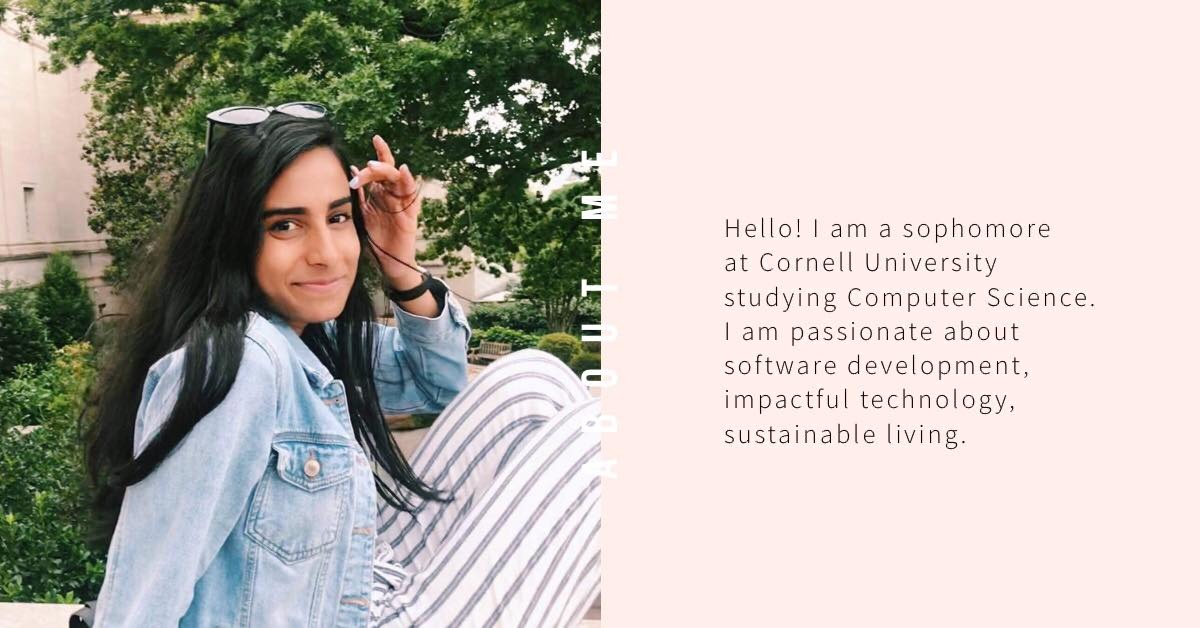 ABOUT ME
Hello! I am a sophomore
at Cornell University
studying Computer Science.
I am passionate about
software development,
impactful technology,
sustainable living.